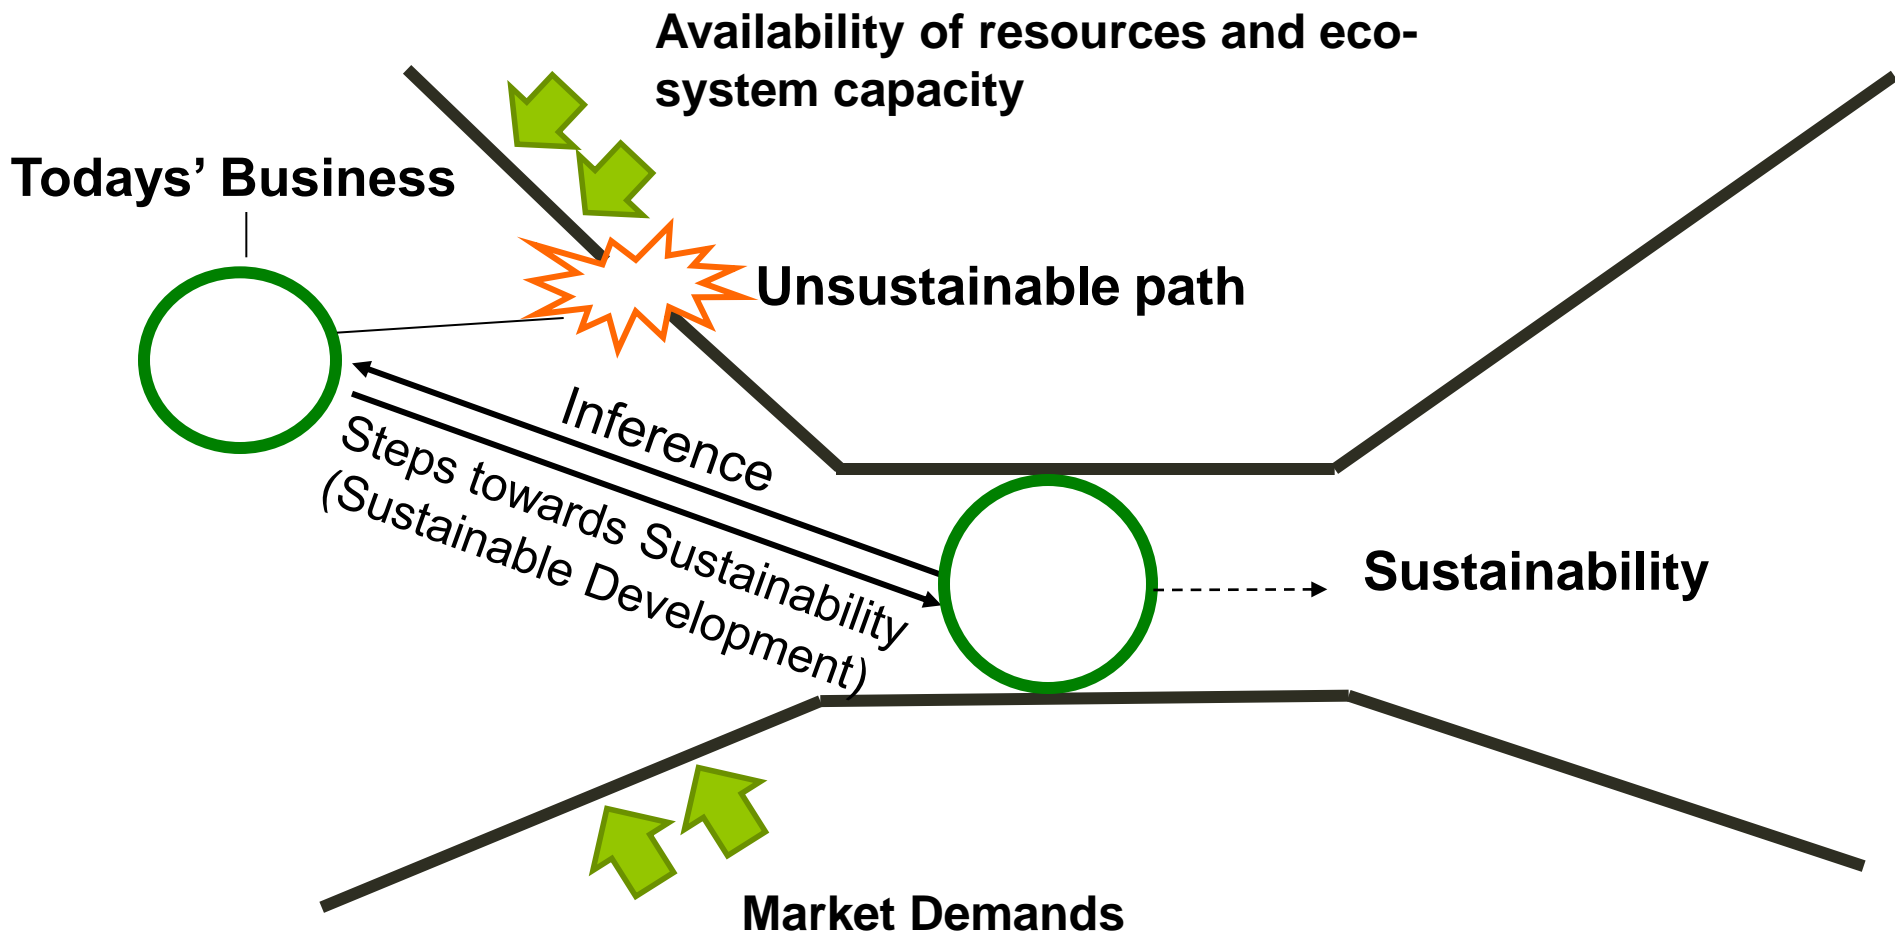 Availability of resources and eco-
system capacity
Todays’ Business
Unsustainable path
Inference
Steps towards Sustainability
(Sustainable Development)
Sustainability
Market Demands